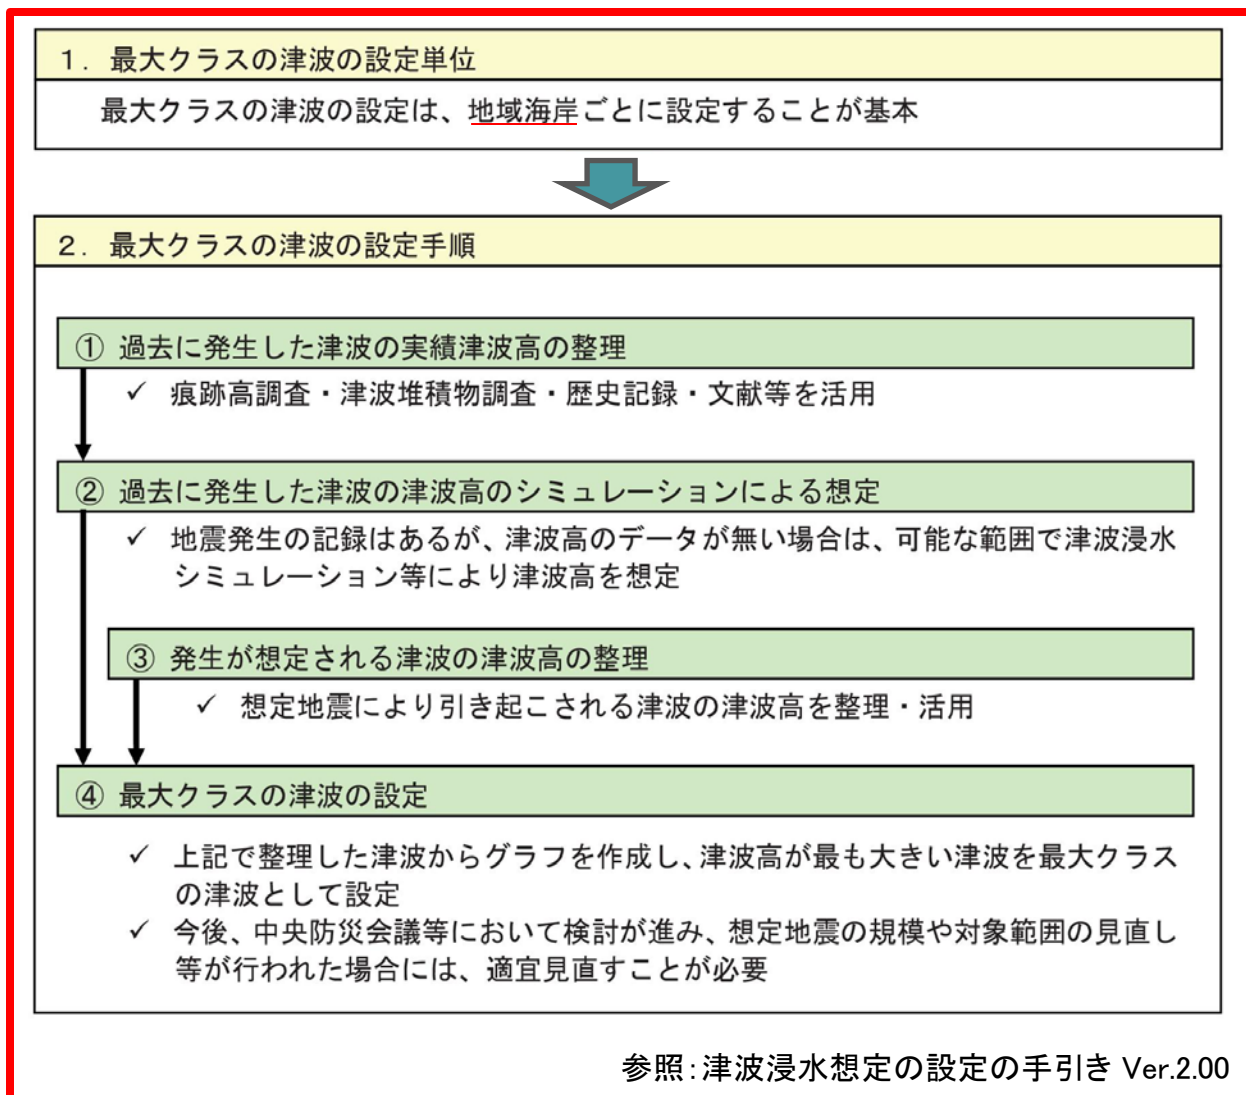 １．最大クラスの津波の設定単位
最大クラスの津波の設定は、地域海岸ごとに設定することが基本
２．最大クラスの津波の設定手順
① 過去に発生した津波の実績津波高の整理
✓ 痕跡高調査・津波堆積物調査・歴史記録・文献等を活用
② 過去に発生した津波の津波高のシミュレーションによる想定
✓ 地震発生の記録はあるが、津波高のデータが無い場合は、可能な範囲で津波浸水
シミュレーション等により津波高を想定
③ 発生が想定される津波の津波高の整理
✓ 想定地震により引き起こされる津波の津波高を整理・活用
④ 最大クラスの津波の設定
✓ 上記で整理した津波からグラフを作成し、津波高が最も大きい津波を最大クラス
の津波として設定
✓ 今後、中央防災会議等において検討が進み、想定地震の規模や対象範囲の見直し
等が行われた場合には、適宜見直すことが必要
参照：津波浸水想定の設定の手引き Ver.2.00